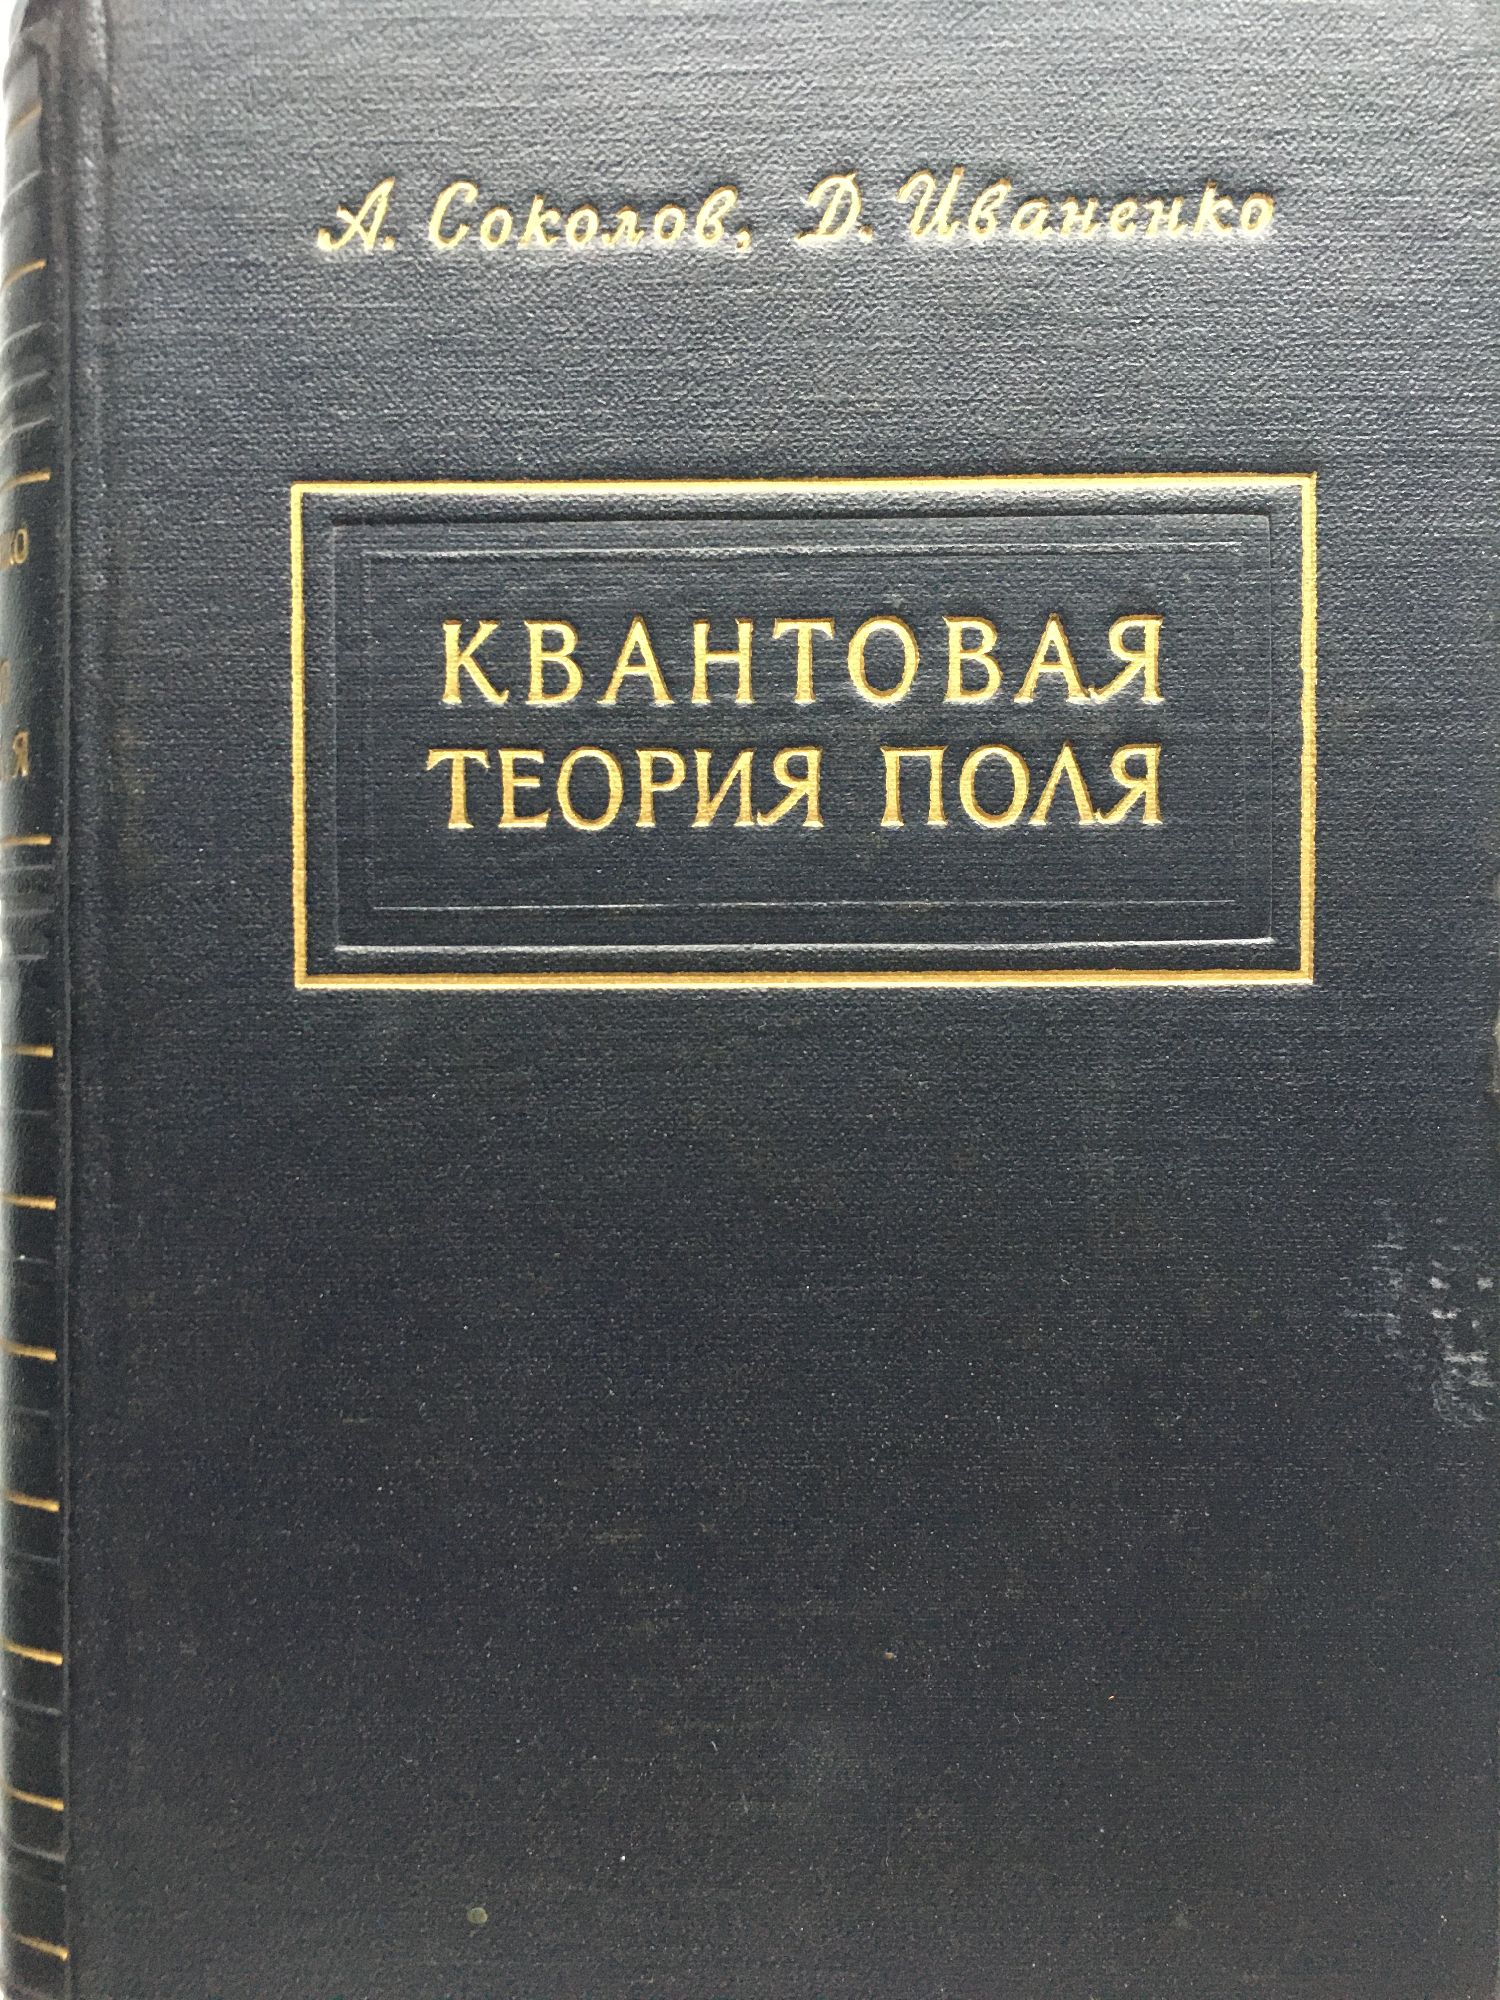 А. Соколов, Д. Иваненко
КВАНТОВАЯ
ТЕОРИЯ ПОЛЯ